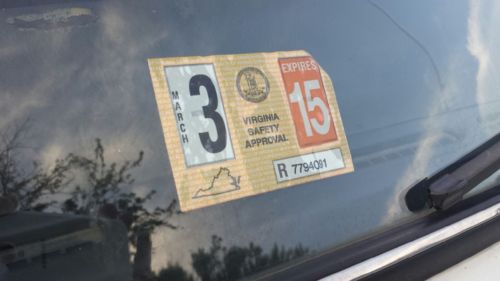 MARCH
3
EXPIRES
15
VIRGINIA
SAFETY
APPROVAL
R 7794091